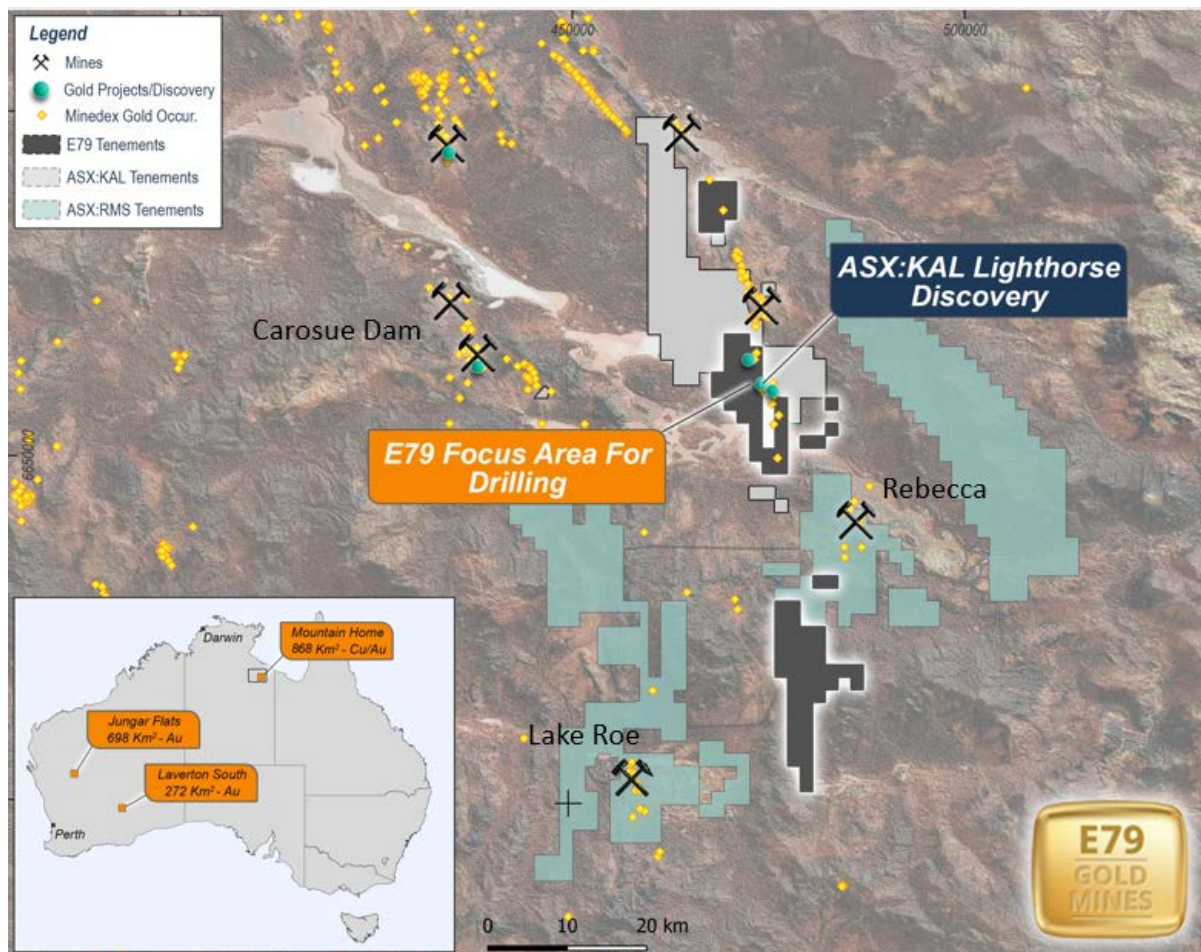 Legend
Mines
Gold Projects/Discovery
Minedex Gold Occur.
E79 Tenements
ASX:KAL Tenements
ASX:RMS Tenements
450000
500000
6650000
ASX:KAL Lighthorse
Discovery
Carosue Dam
E79 Focus Area For
Drilling
Rebecca
Lake Roe
Darwin
Mountain Home
868 Km² - Cu/Au
Jungar Flats
698 Km² - Au
Laverton South
272 Km² - Au
Perth
0 10 20 km
E79
GOLD
MINES